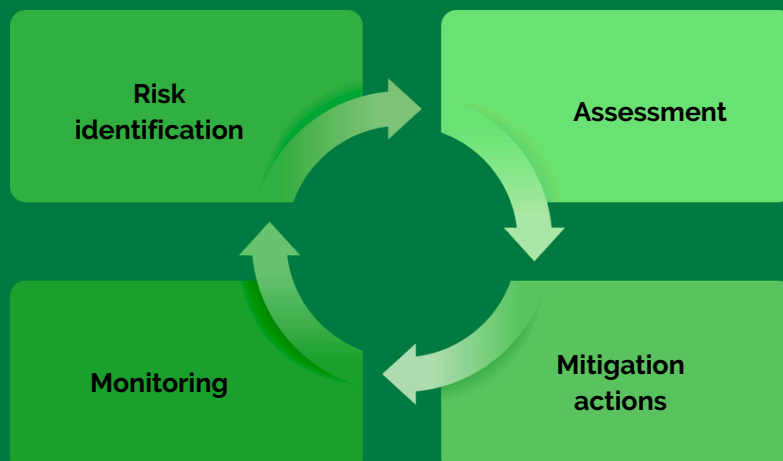 Risk
identification
Assessment
Monitoring
Mitigation
actions